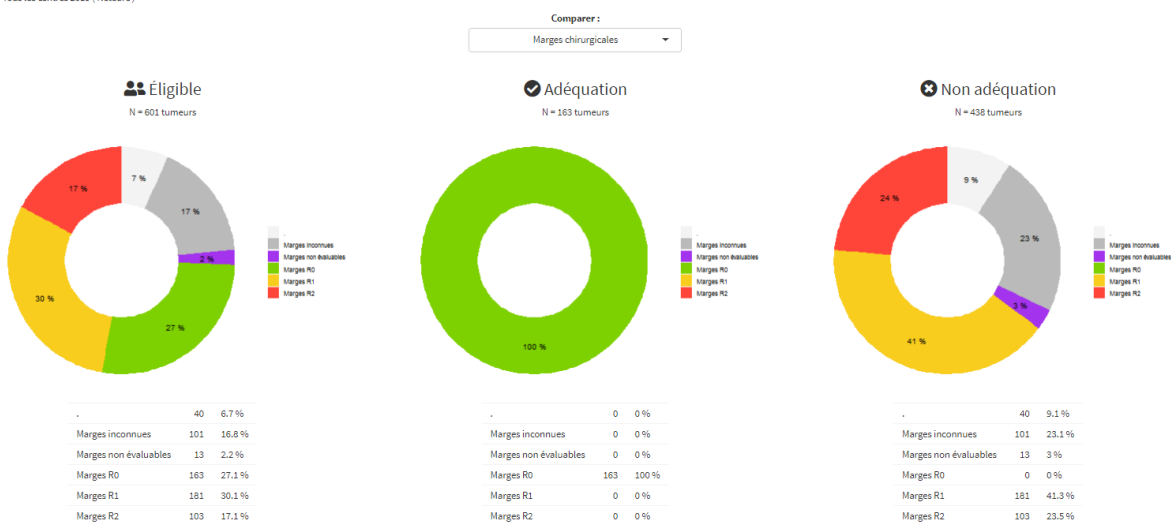 Comparer :
Marges chirurgicales
Éligible
N = 601 tumeurs
7 %
17 %
2 %
27 %
30 %
17 %
.
Marges inconnues
Marges non évaluables
Marges R0
Marges R1
Marges R2
. 40 6.7 %
Marges inconnues 101 16.8 %
Marges non évaluables 13 2.2 %
Marges R0 163 27.1 %
Marges R1 181 30.1 %
Marges R2 103 17.1 %
Adéquation
N = 163 tumeurs
100 %
.
Marges inconnues
Marges non évaluables
Marges R0
Marges R1
Marges R2
. 0 0 %
Marges inconnues 0 0 %
Marges non évaluables 0 0 %
Marges R0 163 100 %
Marges R1 0 0 %
Marges R2 0 0 %
Non adéquation
N = 438 tumeurs
9 %
23 %
3 %
41 %
24 %
.
Marges inconnues
Marges non évaluables
Marges R0
Marges R1
Marges R2
. 40 9.1 %
Marges inconnues 101 23.1 %
Marges non évaluables 13 3 %
Marges R0 0 0 %
Marges R1 181 41.3 %
Marges R2 103 23.5 %